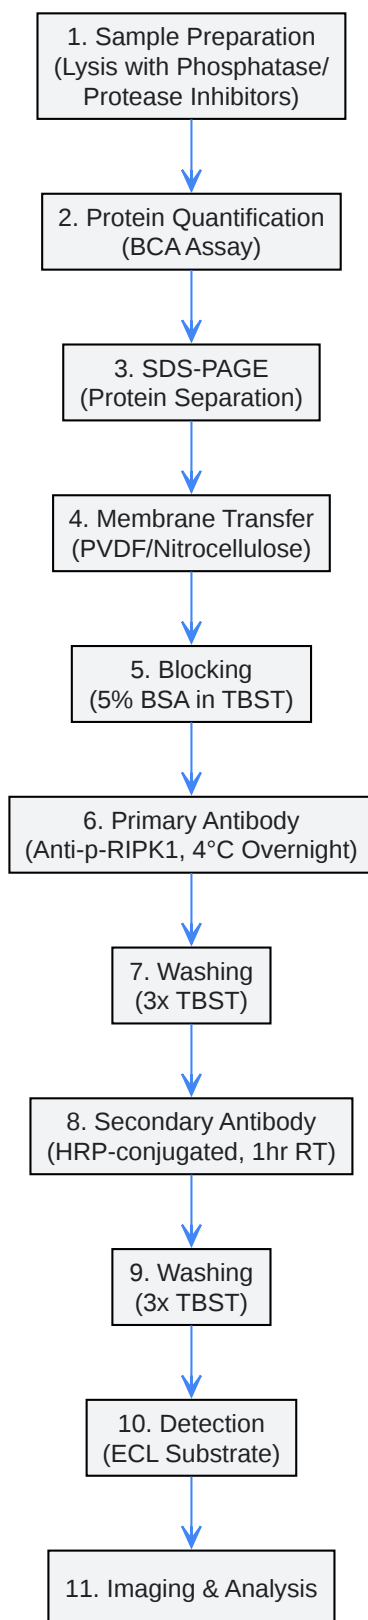 1. Sample Preparation
(Lysis with Phosphatase/
Protease Inhibitors)
2. Protein Quantification
(BCA Assay)
3. SDS-PAGE
(Protein Separation)
4. Membrane Transfer
(PVDF/Nitrocellulose)
5. Blocking
(5% BSA in TBST)
6. Primary Antibody
(Anti-p-RIPK1, 4°C Overnight)
7. Washing
(3x TBST)
8. Secondary Antibody
(HRP-conjugated, 1hr RT)
9. Washing
(3x TBST)
10. Detection
(ECL Substrate)
11. Imaging & Analysis